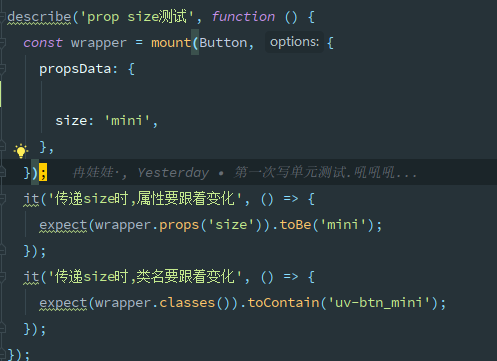 describe('prop size测试', function () {
const wrapper = mount(Button, options: {
propsData: {
size: 'mini',
},
}); 冉娃娃·, Yesterday • 第一次写单元测试.吼吼吼...
it('传递size时,属性要跟着变化', () => {
expect(wrapper.props('size')).toBe('mini');
});
it('传递size时,类名要跟着变化', () => {
expect(wrapper.classes()).toContain('uv-btn_mini');
});
});